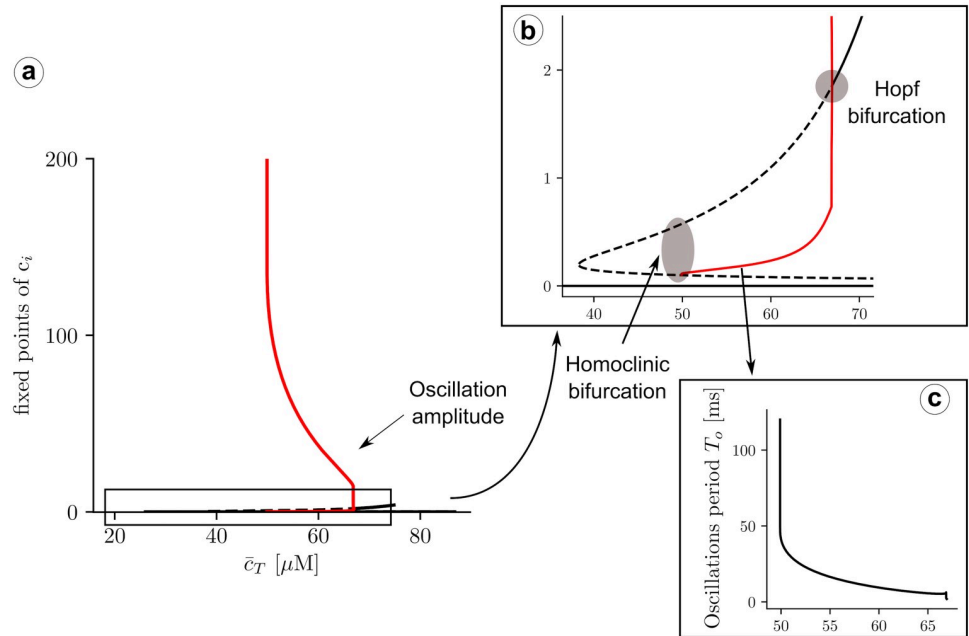 a
fixed points of c_i
200
100
0
20
40
60
80
c̄_T [μM]
Oscillation
amplitude
b
2
1
0
40
50
60
70
Hopf
bifurcation
Homoclinic
bifurcation
c
Oscillations period T_o [ms]
100
50
0
50
55
60
65